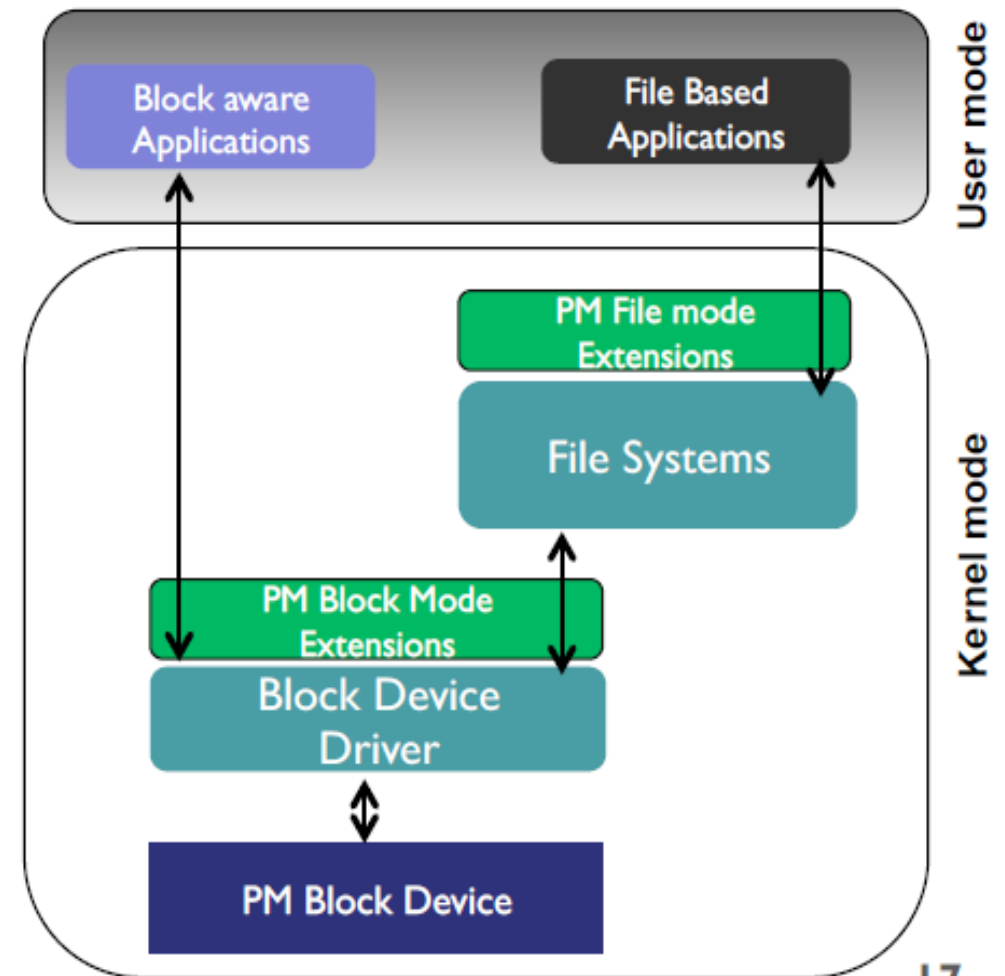 Block aware
Applications
File Based
Applications
User mode
PM File mode
Extensions
File Systems
Kernel mode
PM Block Mode
Extensions
Block Device
Driver
PM Block Device